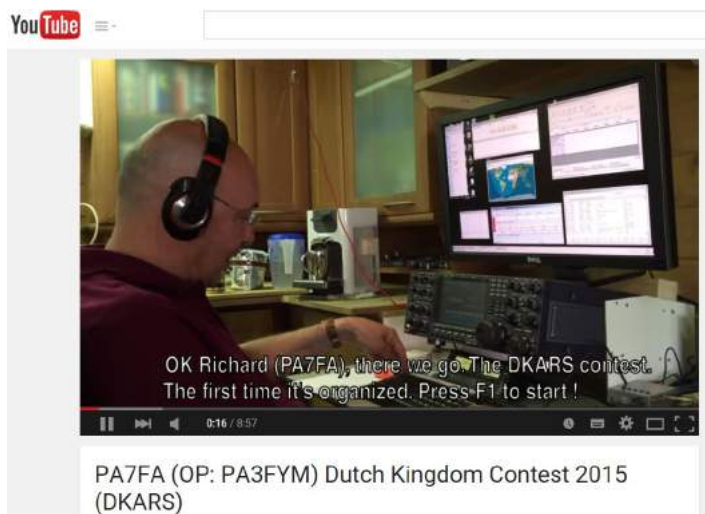 YouTube
DELL
OK Richard (PA7FA), there we go. The DKARS contest.
The first time it's organized. Press F1 to start !
0:16 / 8:57
PA7FA (OP: PA3FYM) Dutch Kingdom Contest 2015
(DKARS)